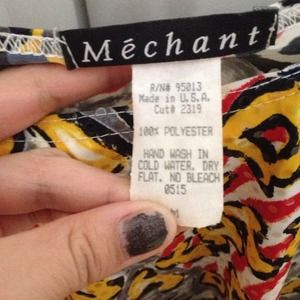 Méchant
R/N# 95013
Made in U.S.A.
Cut# 2319
100% POLYESTER
HAND WASH IN
COLD WATER. DRY
FLAT. NO BLEACH
0515
M